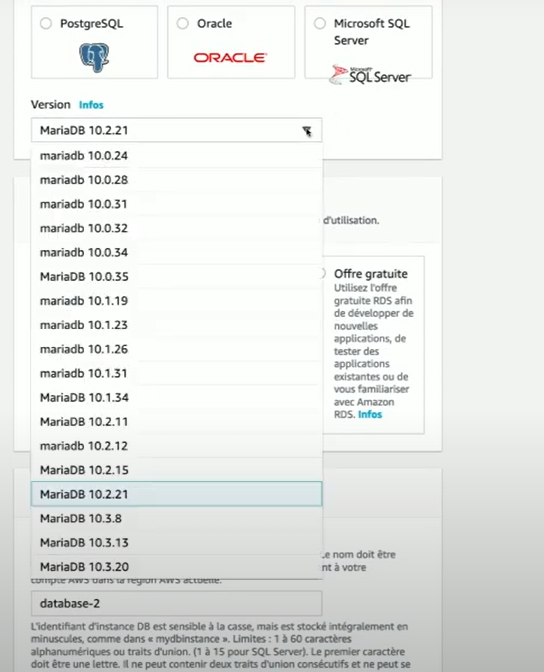 PostgreSQL
Oracle
Microsoft SQL
Server
ORACLE
Microsoft
SQL Server
Version Infos
MariaDB 10.2.21
mariadb 10.0.24
mariadb 10.0.28
mariadb 10.0.31
mariadb 10.0.32
mariadb 10.0.34
MariaDB 10.0.35
mariadb 10.1.19
mariadb 10.1.23
mariadb 10.1.26
mariadb 10.1.31
MariaDB 10.1.34
MariaDB 10.2.11
mariadb 10.2.12
MariaDB 10.2.15
MariaDB 10.2.21
MariaDB 10.3.8
MariaDB 10.3.13
MariaDB 10.3.20
d'utilisation.
Offre gratuite
Utilisez l'offre
gratuite RDS afin
de développer de
nouvelles
applications, de
tester des
applications
existantes ou de
vous familiariser
avec Amazon
RDS. Infos
Le nom doit être
nt à votre
compte AWS dans la région AWS actuelle.
database-2
L'identifiant d'instance DB est sensible à la casse, mais est stocké intégralement en
minuscules, comme dans « mydbinstance ». Limites : 1 à 60 caractères
alphanumériques ou traits d'union. (1 à 15 pour SQL Server). Le premier caractère
doit être une lettre. Il ne peut contenir deux traits d'union consécutifs et ne peut se